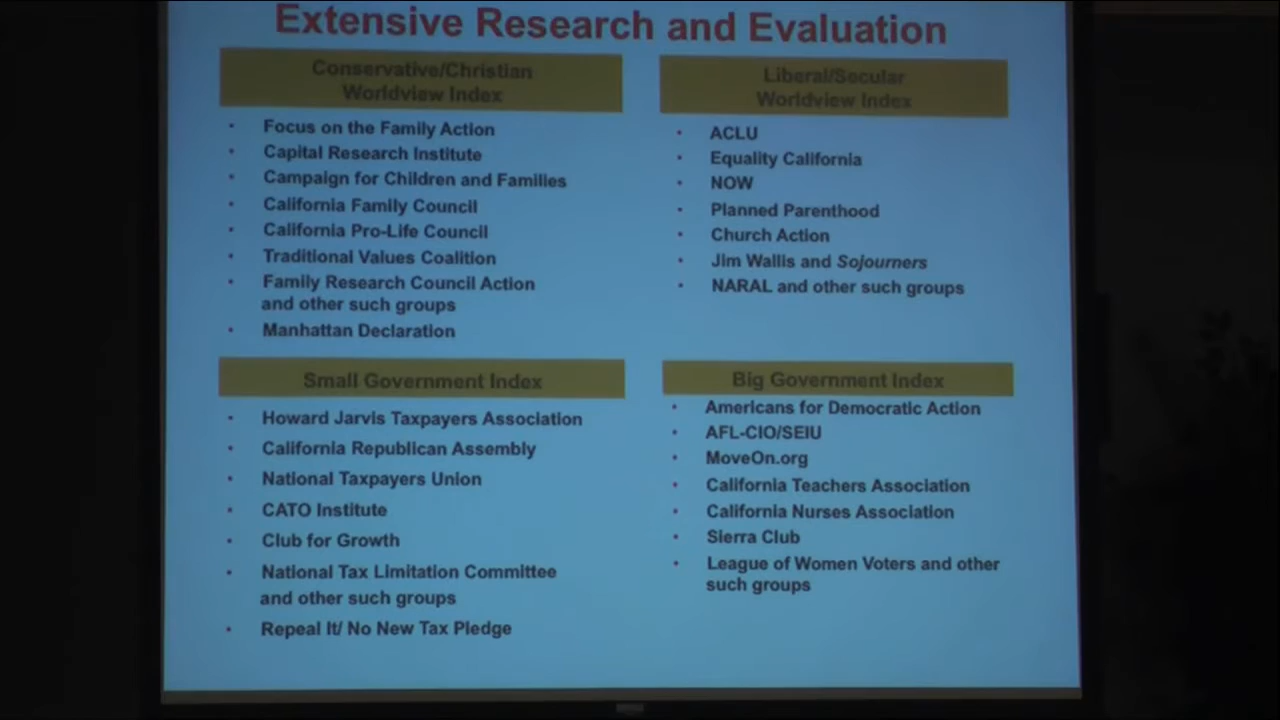 Extensive Research and Evaluation
Conservative/Christian
Worldview Index
• Focus on the Family Action
• Capital Research Institute
• Campaign for Children and Families
• California Family Council
• California Pro-Life Council
• Traditional Values Coalition
• Family Research Council Action
and other such groups
• Manhattan Declaration
Liberal/Secular
Worldview Index
• ACLU
• Equality California
• NOW
• Planned Parenthood
• Church Action
• Jim Wallis and Sojourners
• NARAL and other such groups
Small Government Index
• Howard Jarvis Taxpayers Association
• California Republican Assembly
• National Taxpayers Union
• CATO Institute
• Club for Growth
• National Tax Limitation Committee
and other such groups
• Repeal It/ No New Tax Pledge
Big Government Index
• Americans for Democratic Action
• AFL-CIO/SEIU
• MoveOn.org
• California Teachers Association
• California Nurses Association
• Sierra Club
• League of Women Voters and other
such groups